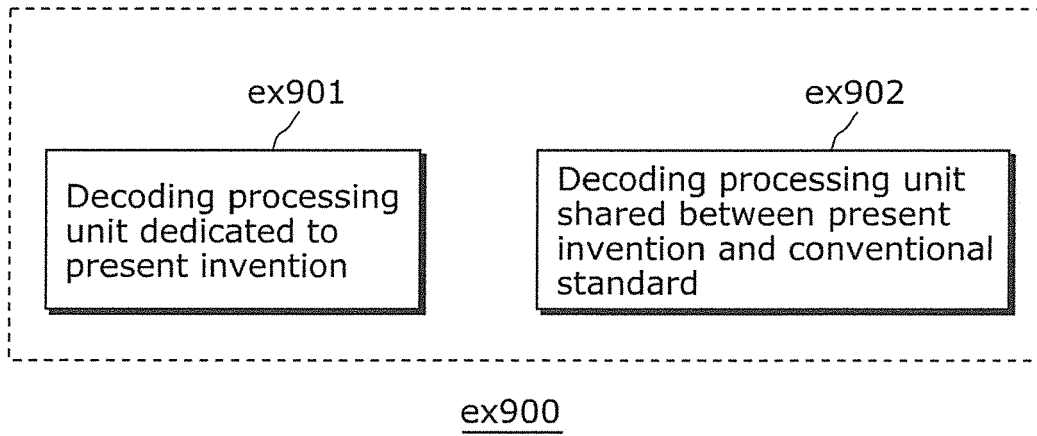 ex901
ex902
Decoding processing
unit dedicated to
present invention
Decoding processing unit
shared between present
invention and conventional
standard
ex900